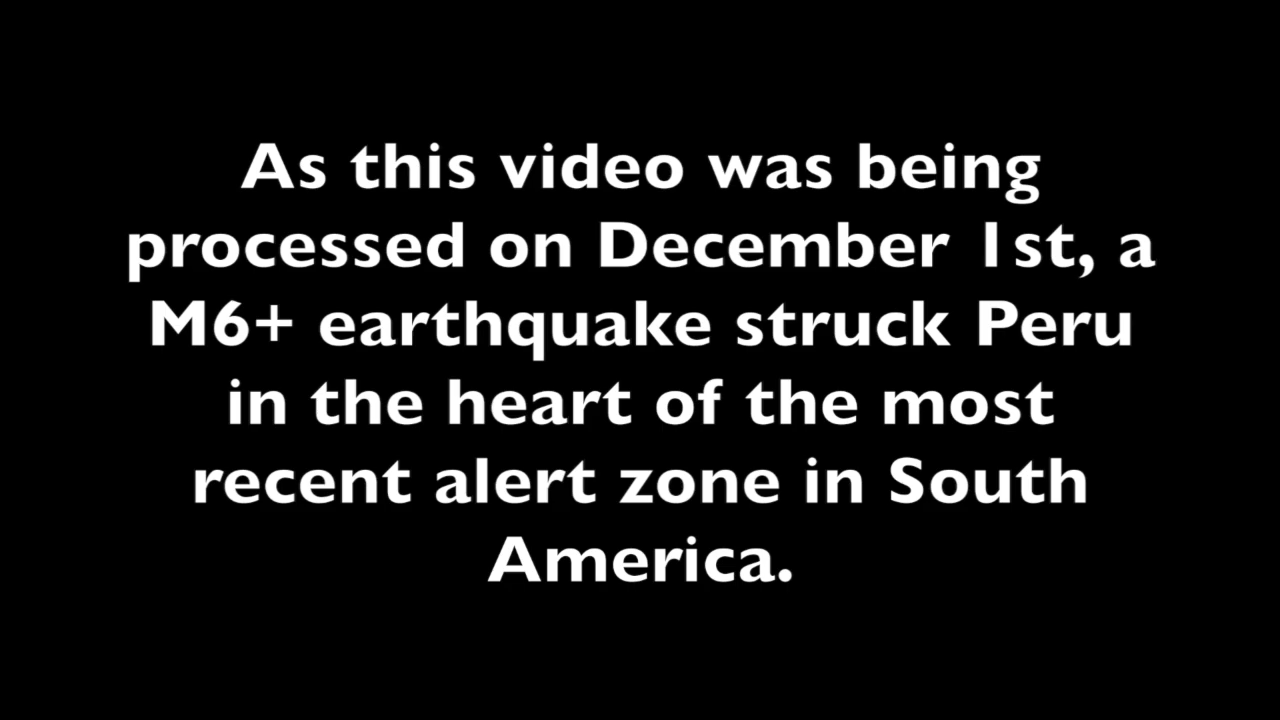 As this video was being
processed on December 1st, a
M6+ earthquake struck Peru
in the heart of the most
recent alert zone in South
America.